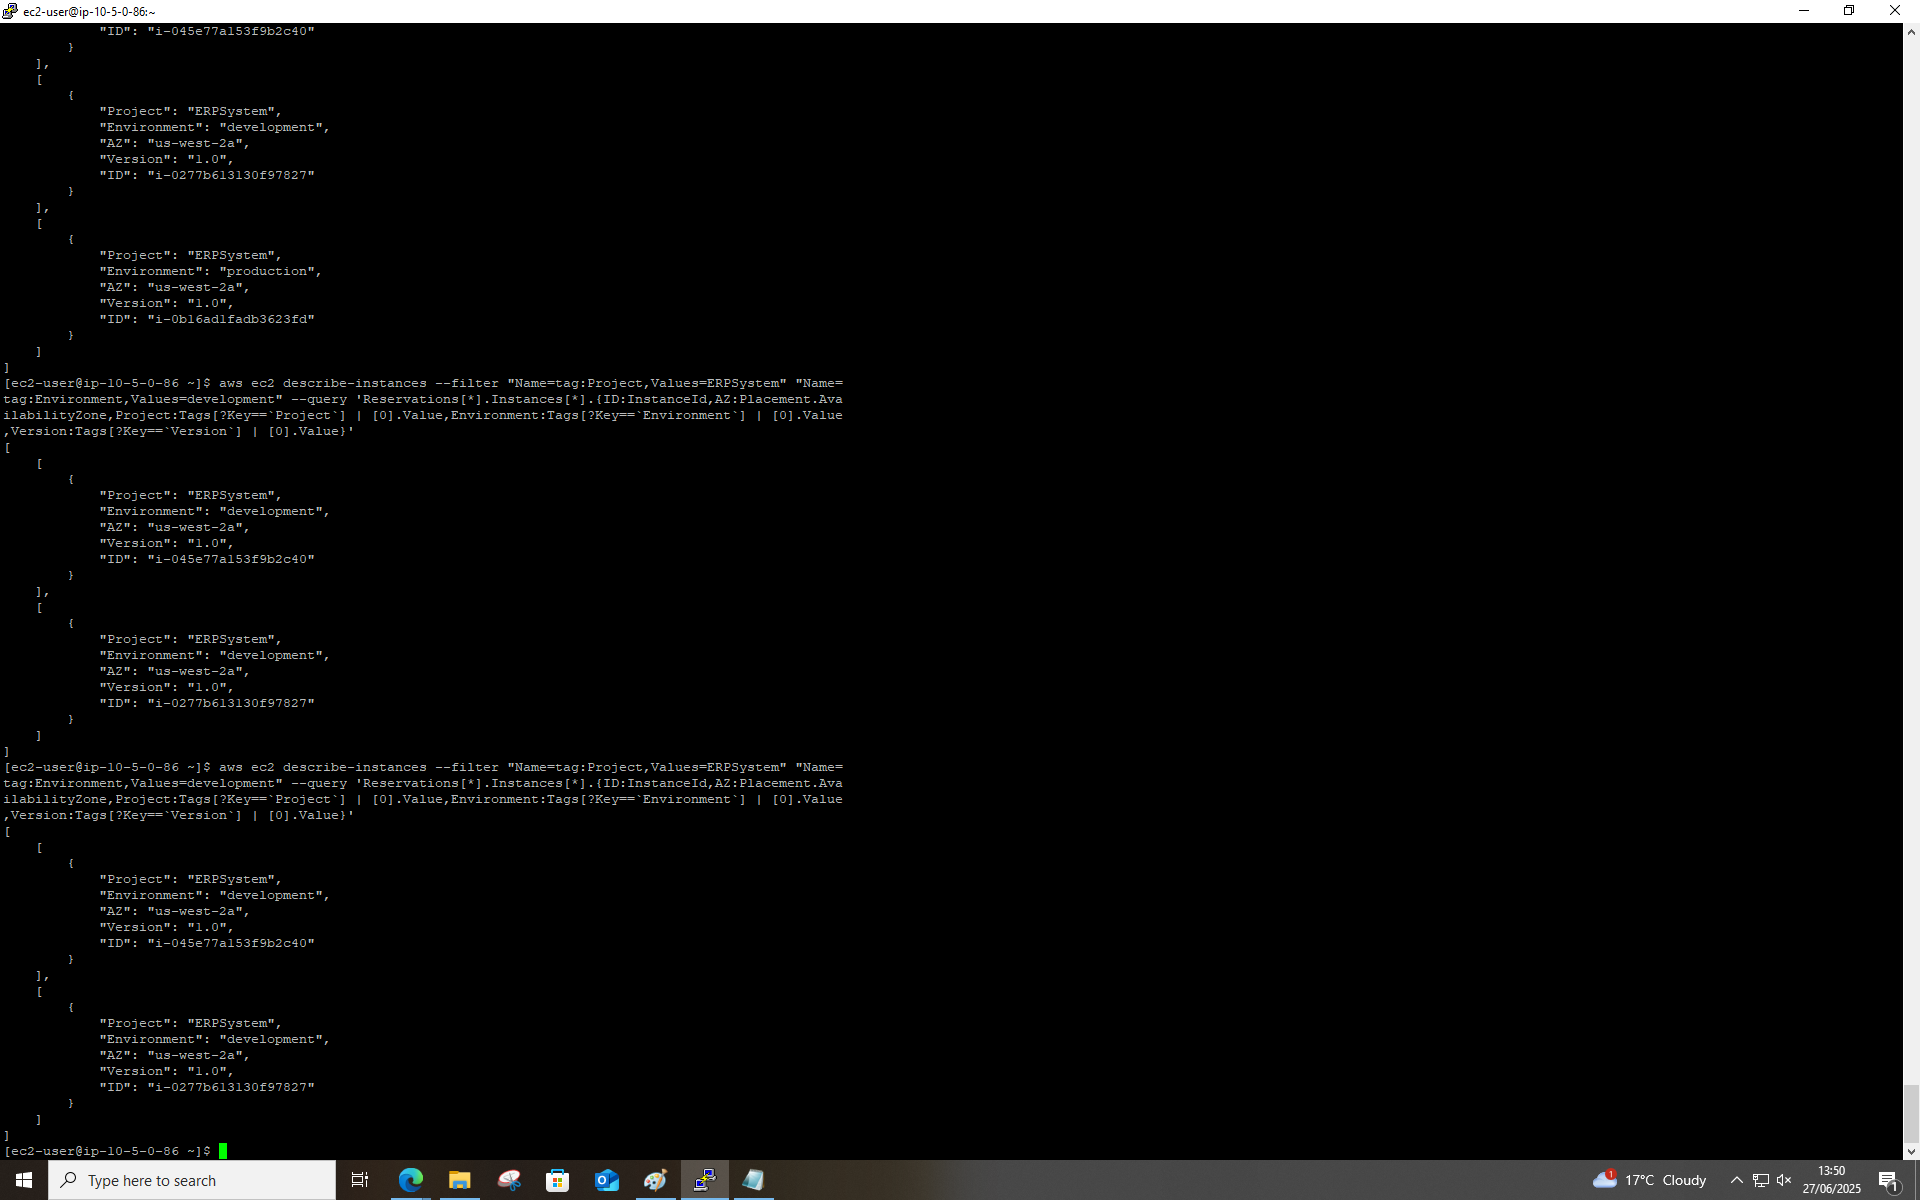 ec2-user@ip-10-5-0-86:~
            "ID": "i-045e77a153f9b2c40"
        }
    ],
    [
        {
            "Project": "ERPSystem",
            "Environment": "development",
            "AZ": "us-west-2a",
            "Version": "1.0",
            "ID": "i-0277b613130f97827"
        }
    ],
    [
        {
            "Project": "ERPSystem",
            "Environment": "production",
            "AZ": "us-west-2a",
            "Version": "1.0",
            "ID": "i-0b16ad1fadb3623fd"
        }
    ]
]
[ec2-user@ip-10-5-0-86 ~]$ aws ec2 describe-instances --filter "Name=tag:Project,Values=ERPSystem" "Name=
tag:Environment,Values=development" --query 'Reservations[*].Instances[*].{ID:InstanceId,AZ:Placement.Ava
ilabilityZone,Project:Tags[?Key==`Project`] | [0].Value,Environment:Tags[?Key==`Environment`] | [0].Value
,Version:Tags[?Key==`Version`] | [0].Value}'
[
    [
        {
            "Project": "ERPSystem",
            "Environment": "development",
            "AZ": "us-west-2a",
            "Version": "1.0",
            "ID": "i-045e77a153f9b2c40"
        }
    ],
    [
        {
            "Project": "ERPSystem",
            "Environment": "development",
            "AZ": "us-west-2a",
            "Version": "1.0",
            "ID": "i-0277b613130f97827"
        }
    ]
]
[ec2-user@ip-10-5-0-86 ~]$ aws ec2 describe-instances --filter "Name=tag:Project,Values=ERPSystem" "Name=
tag:Environment,Values=development" --query 'Reservations[*].Instances[*].{ID:InstanceId,AZ:Placement.Ava
ilabilityZone,Project:Tags[?Key==`Project`] | [0].Value,Environment:Tags[?Key==`Environment`] | [0].Value
,Version:Tags[?Key==`Version`] | [0].Value}'
[
    [
        {
            "Project": "ERPSystem",
            "Environment": "development",
            "AZ": "us-west-2a",
            "Version": "1.0",
            "ID": "i-045e77a153f9b2c40"
        }
    ],
    [
        {
            "Project": "ERPSystem",
            "Environment": "development",
            "AZ": "us-west-2a",
            "Version": "1.0",
            "ID": "i-0277b613130f97827"
        }
    ]
]
[ec2-user@ip-10-5-0-86 ~]$
Type here to search
1
17°C Cloudy
13:50
27/06/2025
1